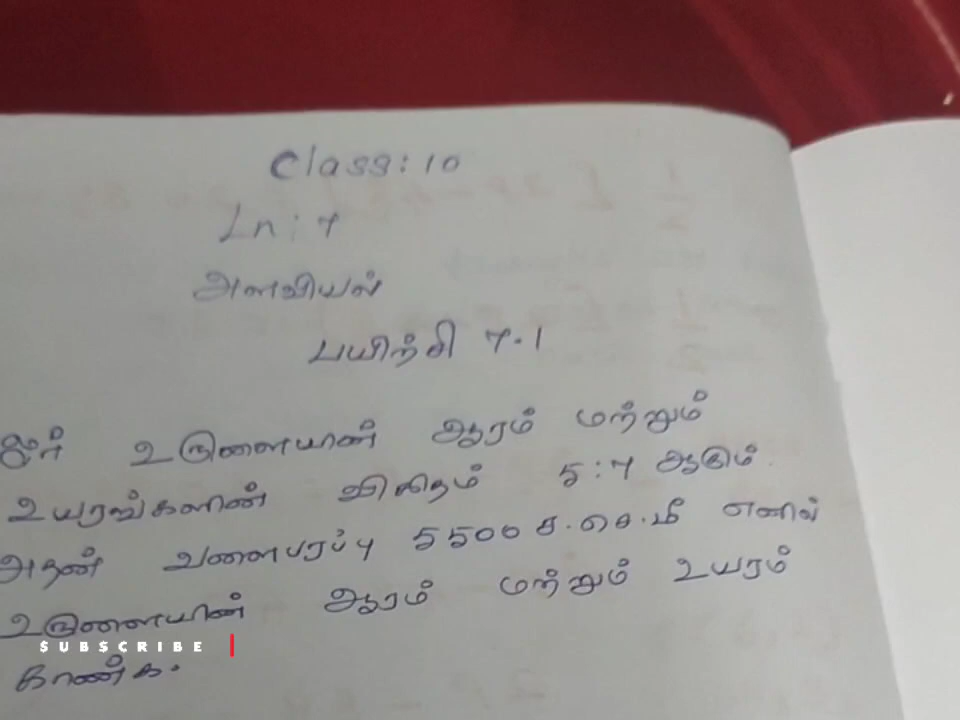 Class: 10
Ln: 7
அளவியல்
பயிற்சி 7.1
ஓர் உருளையின் ஆரம் மற்றும்
உயரங்களின் விகிதம் 5:7 ஆகும்.
அதன் வளைபரப்பு 5500 ச.செ.மீ எனில்
உருளையின் ஆரம் மற்றும் உயரம்
காண்க.
SUBSCRIBE